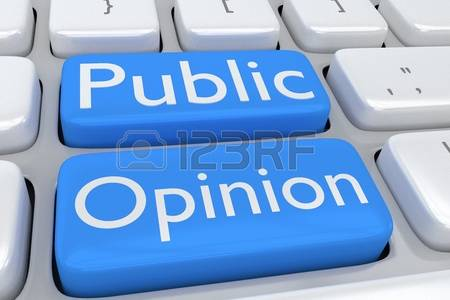 { [ } ]
Public
" '
Opinion
123RF